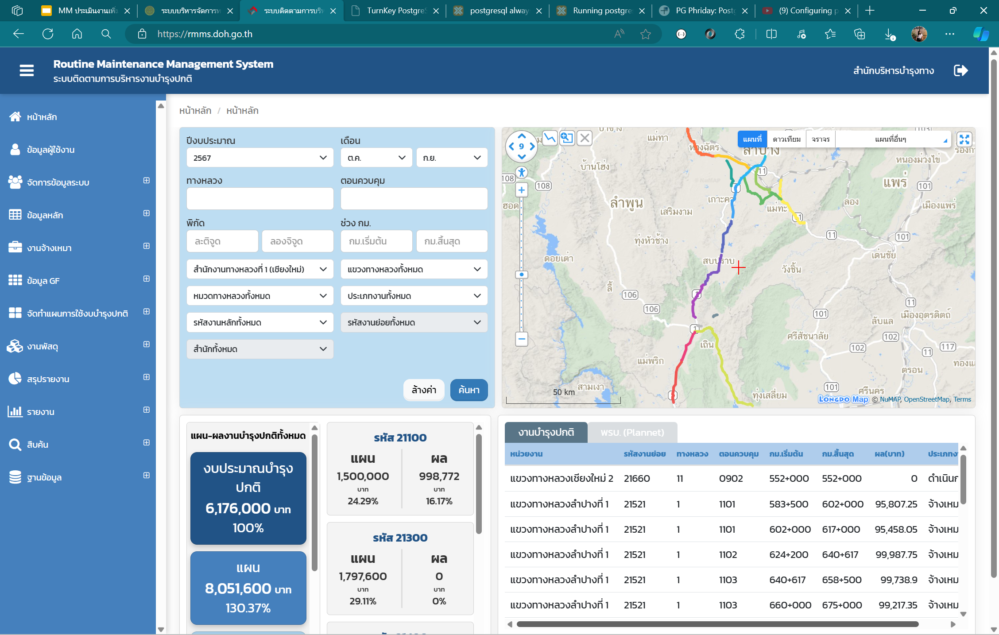 MM ประเมินงานเพิ่ม
ระบบบริหารจัดการท
ระบบติดตามการบริห
TurnKey PostgreS
postgresql alway
Running postgre
PG Phriday: Postg
(9) Configuring p
https://rmms.doh.go.th
Routine Maintenance Management System
ระบบติดตามการบริหารงานบำรุงปกติ
สำนักบริหารบำรุงทาง
หน้าหลัก
ข้อมูลผู้ใช้งาน
จัดการข้อมูลระบบ
ข้อมูลหลัก
งานจ้างเหมา
ข้อมูล GF
จัดทำแผนการใช้งบบำรุงปกติ
งานพัสดุ
สรุปรายงาน
รายงาน
สืบค้น
ฐานข้อมูล
หน้าหลัก / หน้าหลัก
ปีงบประมาณ
เดือน
2567
ต.ค.
ก.ย.
ทางหลวง
ตอนควบคุม
พิกัด
ช่วง กม.
ละติจูด
ลองจิจูด
กม.เริ่มต้น
กม.สิ้นสุด
สำนักงานทางหลวงที่ 1 (เชียงใหม่)
แขวงทางหลวงทั้งหมด
หมวดทางหลวงทั้งหมด
ประเภทงานทั้งหมด
รหัสงานหลักทั้งหมด
รหัสงานย่อยทั้งหมด
สำนักทั้งหมด
ล้างค่า
ค้นหา
9
แผนที่
ดาวเทียม
จราจร
แผนที่อื่นๆ
แม่ทา
ห้างฉัตร
ลำปาง
หนองม่วงไข่
บ้านโฮ่ง
11
108
108
แพร่
101
เกาะคา
ลอง
ลำพูน
ฮอด
เสริมงาม
แม่ทะ
เมืองแพร่
11
11
101
ทุ่งหัวช้าง
ดอยเต่า
สบปราบ
เด่นชัย
วังชิ้น
ลี้
106
1
106
11
101
เมืองอุตรดิตถ์
ลับแล
1
ศรีสัชนาลัย
102
เถิน
102
117
11
แม่พริก
ตรอน
สามเงา
101
ศรีนคร
ทุ่งเสลี่ยม
50 km
LONGDO Map © NuMAP, OpenStreetMap, Terms
แผน-ผลงานบำรุงปกติทั้งหมด
งบประมาณบำรุง
ปกติ
6,176,000 บาท
100%
แผน
8,051,600 บาท
130.37%
รหัส 21100
แผน ผล
1,500,000 998,772
บาท บาท
24.29% 16.17%
รหัส 21300
แผน ผล
1,797,600 0
บาท บาท
29.11% 0%
งานบำรุงปกติ
พรบ. (Plannet)
หน่วยงาน รหัสงานย่อย ทางหลวง ตอนควบคุม กม.เริ่มต้น กม.สิ้นสุด ผล(บาท) ประเภทง
แขวงทางหลวงเชียงใหม่ 2 21660 11 0902 552+000 552+000 0 ดำเนินก
แขวงทางหลวงลำปางที่ 1 21521 1 1101 583+500 602+000 95,807.25 จ้างเหม
แขวงทางหลวงลำปางที่ 1 21521 1 1101 602+000 617+000 95,458.05 จ้างเหม
แขวงทางหลวงลำปางที่ 1 21521 1 1102 624+200 640+617 99,987.75 จ้างเหม
แขวงทางหลวงลำปางที่ 1 21521 1 1103 640+617 658+500 99,738.9 จ้างเหม
แขวงทางหลวงลำปางที่ 1 21521 1 1103 660+000 675+000 99,217.35 จ้างเหม